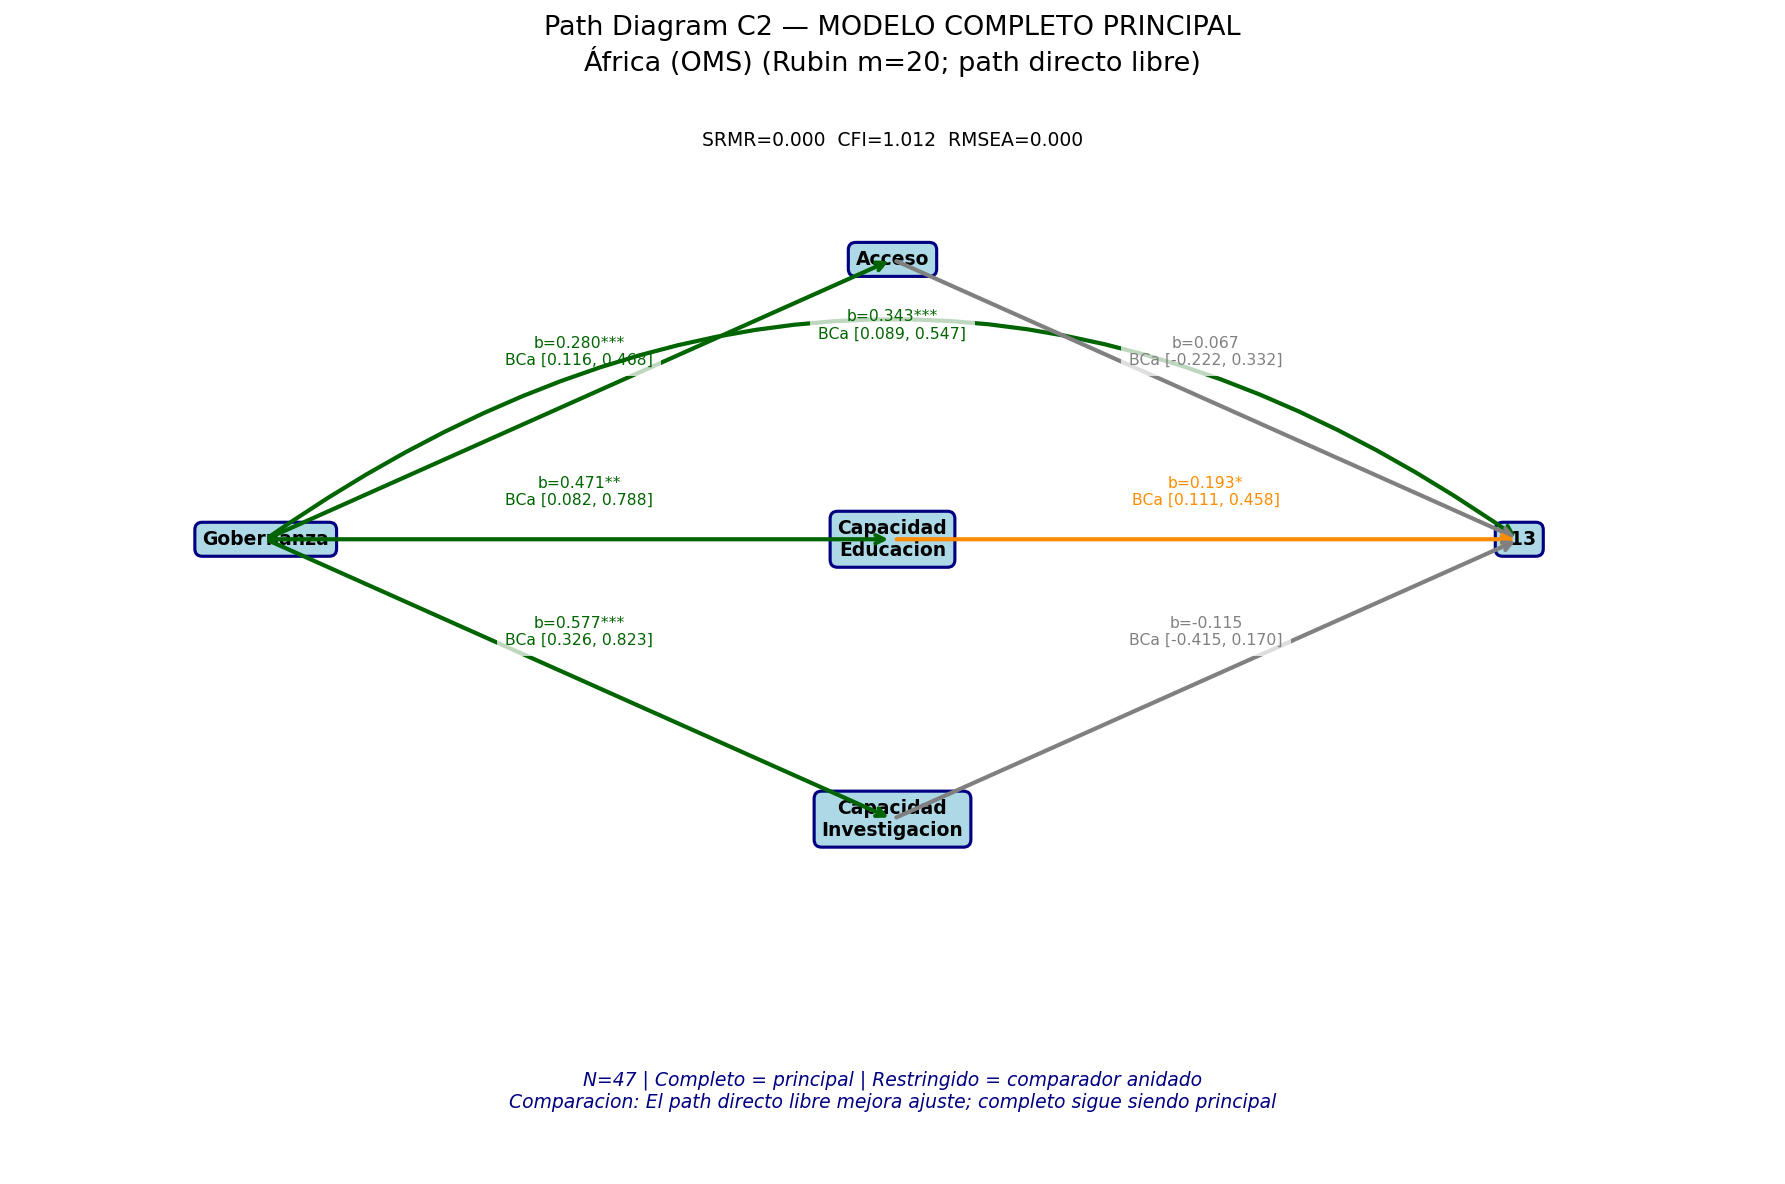 Path Diagram C2 — MODELO COMPLETO PRINCIPAL
África (OMS) (Rubin m=20; path directo libre)
SRMR=0.000  CFI=1.012  RMSEA=0.000
Acceso
b=0.343***
BCa [0.089, 0.547]
b=0.280***
BCa [0.116, 0.468]
b=0.067
BCa [-0.222, 0.332]
b=0.471**
BCa [0.082, 0.788]
b=0.193*
BCa [0.111, 0.458]
Gobernanza
Capacidad
Educacion
13
b=0.577***
BCa [0.326, 0.823]
b=-0.115
BCa [-0.415, 0.170]
Capacidad
Investigacion
N=47 | Completo = principal | Restringido = comparador anidado
Comparacion: El path directo libre mejora ajuste; completo sigue siendo principal